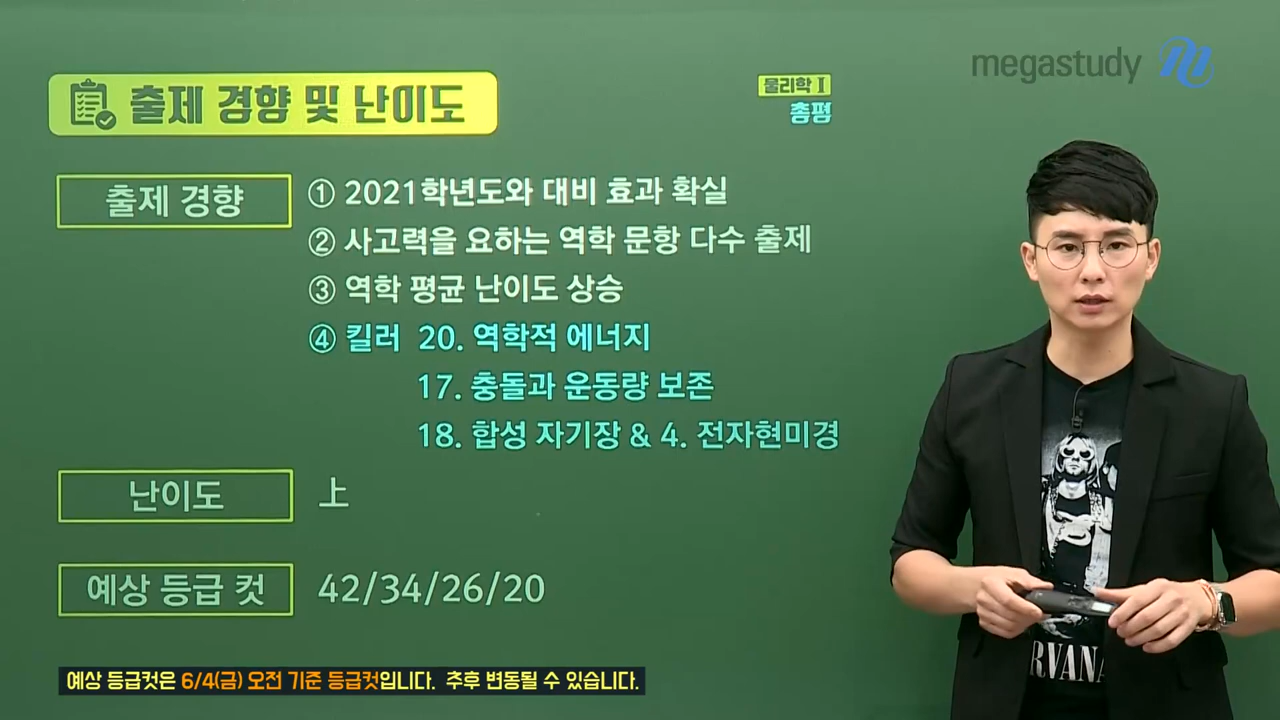 megastudy
출제 경향 및 난이도
물리학 I
총평
출제 경향
① 2021학년도와 대비 효과 확실
② 사고력을 요하는 역학 문항 다수 출제
③ 역학 평균 난이도 상승
④ 킬러 20. 역학적 에너지
17. 충돌과 운동량 보존
18. 합성 자기장 & 4. 전자현미경
난이도
上
예상 등급 컷
42/34/26/20
예상 등급컷은 6/4(금) 오전 기준 등급컷입니다. 추후 변동될 수 있습니다.